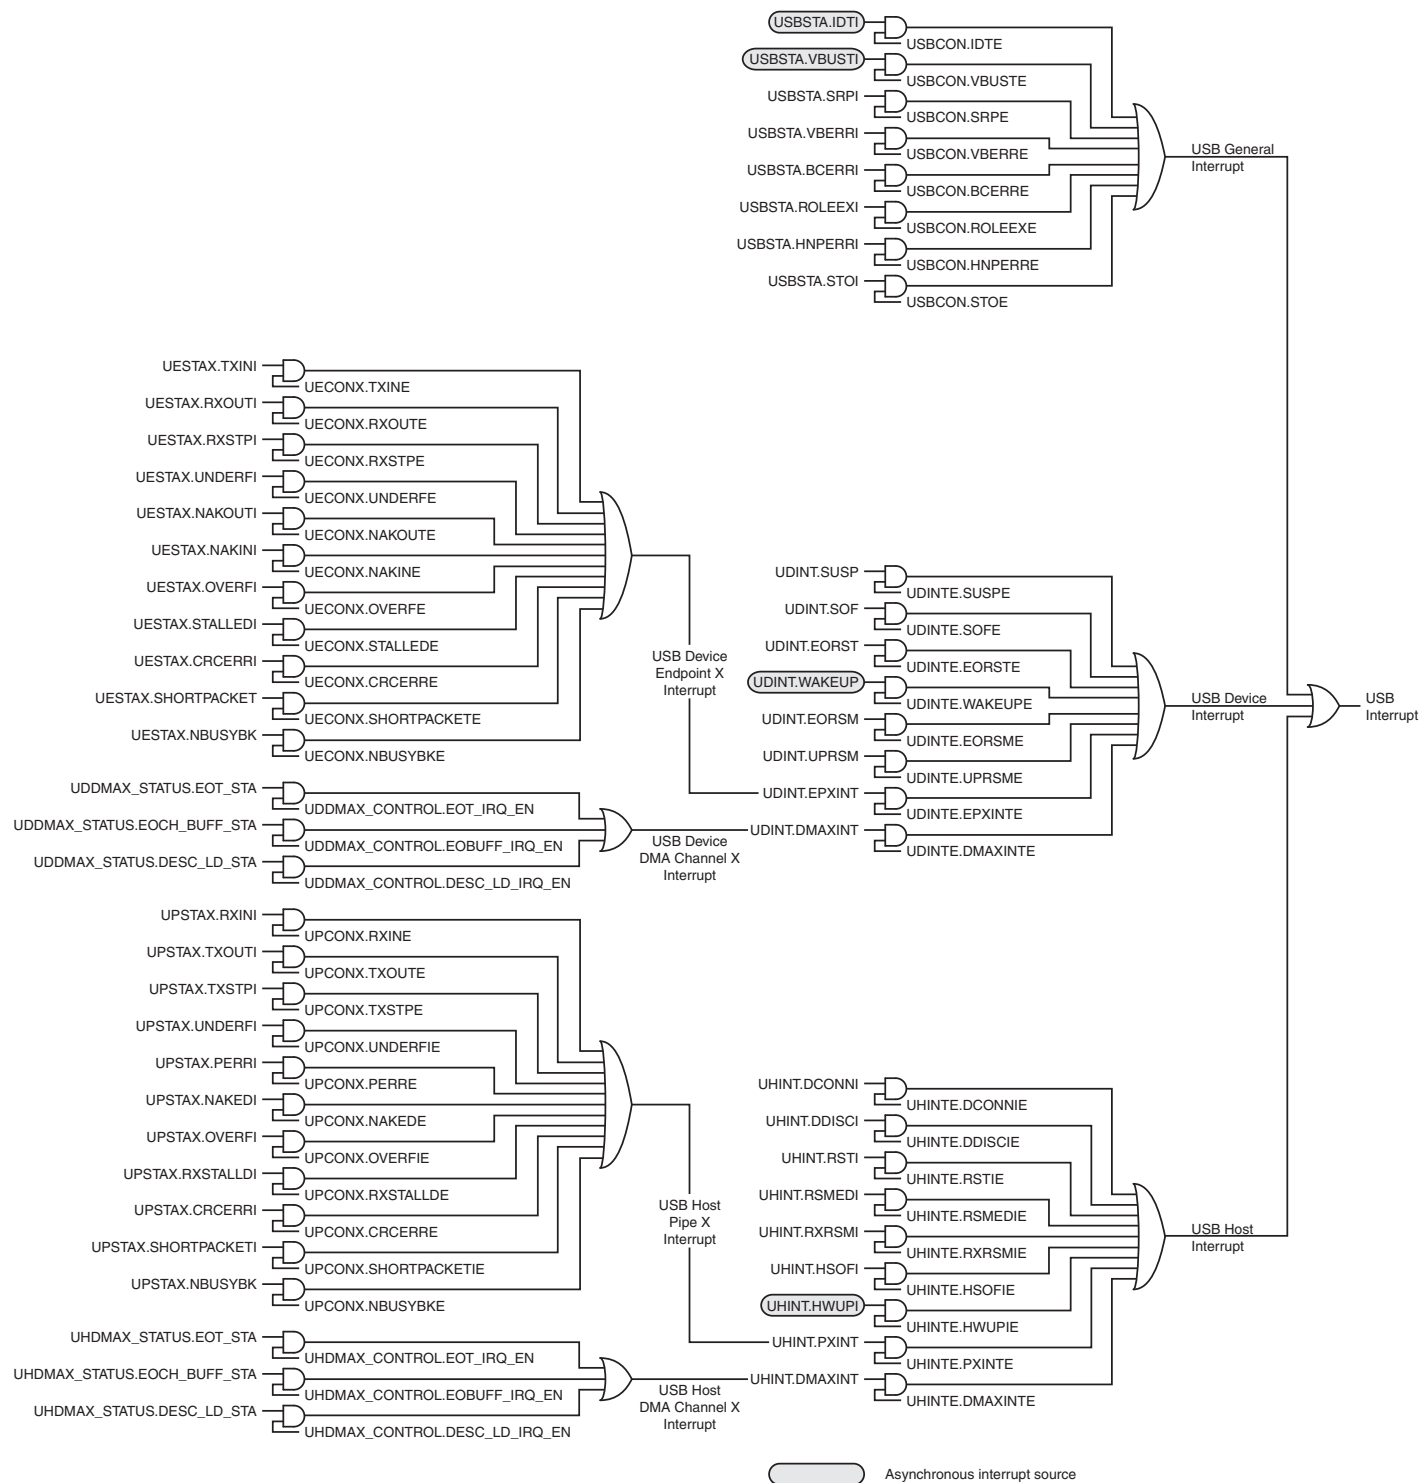 USBSTA.IDTI
USBCON.IDTE
USBSTA.VBUSTI
USBCON.VBUSTE
USBSTA.SRPI
USBCON.SRPE
USBSTA.VBERRI
USBCON.VBERRE
USBSTA.BCERRI
USBCON.BCERRE
USBSTA.ROLEEXI
USBCON.ROLEEXE
USBSTA.HNPERRI
USBCON.HNPERRE
USBSTA.STOI
USBCON.STOE
USB General
Interrupt
UESTAX.TXINI
UECONX.TXINE
UESTAX.RXOUTI
UECONX.RXOUTE
UESTAX.RXSTPI
UECONX.RXSTPE
UESTAX.UNDERFI
UECONX.UNDERFE
UESTAX.NAKOUTI
UECONX.NAKOUTE
UESTAX.NAKINI
UECONX.NAKINE
UESTAX.OVERFI
UECONX.OVERFE
UESTAX.STALLEDI
UECONX.STALLEDE
UESTAX.CRCERRI
UECONX.CRCERRE
UESTAX.SHORTPACKET
UECONX.SHORTPACKETE
UESTAX.NBUSYBK
UECONX.NBUSYBKE
USB Device
Endpoint X
Interrupt
UDDMAX_STATUS.EOT_STA
UDDMAX_CONTROL.EOT_IRQ_EN
UDDMAX_STATUS.EOCH_BUFF_STA
UDDMAX_CONTROL.EOBUFF_IRQ_EN
UDDMAX_STATUS.DESC_LD_STA
UDDMAX_CONTROL.DESC_LD_IRQ_EN
USB Device
DMA Channel X
Interrupt
UDINT.SUSP
UDINTE.SUSPE
UDINT.SOF
UDINTE.SOFE
UDINT.EORST
UDINTE.EORSTE
UDINT.WAKEUP
UDINTE.WAKEUPE
UDINT.EORSM
UDINTE.EORSME
UDINT.UPRSM
UDINTE.UPRSME
UDINT.EPXINT
UDINTE.EPXINTE
UDINT.DMAXINT
UDINTE.DMAXINTE
USB Device
Interrupt
USB
Interrupt
UPSTAX.RXINI
UPCONX.RXINE
UPSTAX.TXOUTI
UPCONX.TXOUTE
UPSTAX.TXSTPI
UPCONX.TXSTPE
UPSTAX.UNDERFI
UPCONX.UNDERFIE
UPSTAX.PERRI
UPCONX.PERRE
UPSTAX.NAKEDI
UPCONX.NAKEDE
UPSTAX.OVERFI
UPCONX.OVERFIE
UPSTAX.RXSTALLDI
UPCONX.RXSTALLDE
UPSTAX.CRCERRI
UPCONX.CRCERRE
UPSTAX.SHORTPACKETI
UPCONX.SHORTPACKETIE
UPSTAX.NBUSYBK
UPCONX.NBUSYBKE
USB Host
Pipe X
Interrupt
UHDMAX_STATUS.EOT_STA
UHDMAX_CONTROL.EOT_IRQ_EN
UHDMAX_STATUS.EOCH_BUFF_STA
UHDMAX_CONTROL.EOBUFF_IRQ_EN
UHDMAX_STATUS.DESC_LD_STA
UHDMAX_CONTROL.DESC_LD_IRQ_EN
USB Host
DMA Channel X
Interrupt
UHINT.DCONNI
UHINTE.DCONNIE
UHINT.DDISCI
UHINTE.DDISCIE
UHINT.RSTI
UHINTE.RSTIE
UHINT.RSMEDI
UHINTE.RSMEDIE
UHINT.RXRSMI
UHINTE.RXRSMIE
UHINT.HSOFI
UHINTE.HSOFIE
UHINT.HWUPI
UHINTE.HWUPIE
UHINT.PXINT
UHINTE.PXINTE
UHINT.DMAXINT
UHINTE.DMAXINTE
USB Host
Interrupt
Asynchronous interrupt source